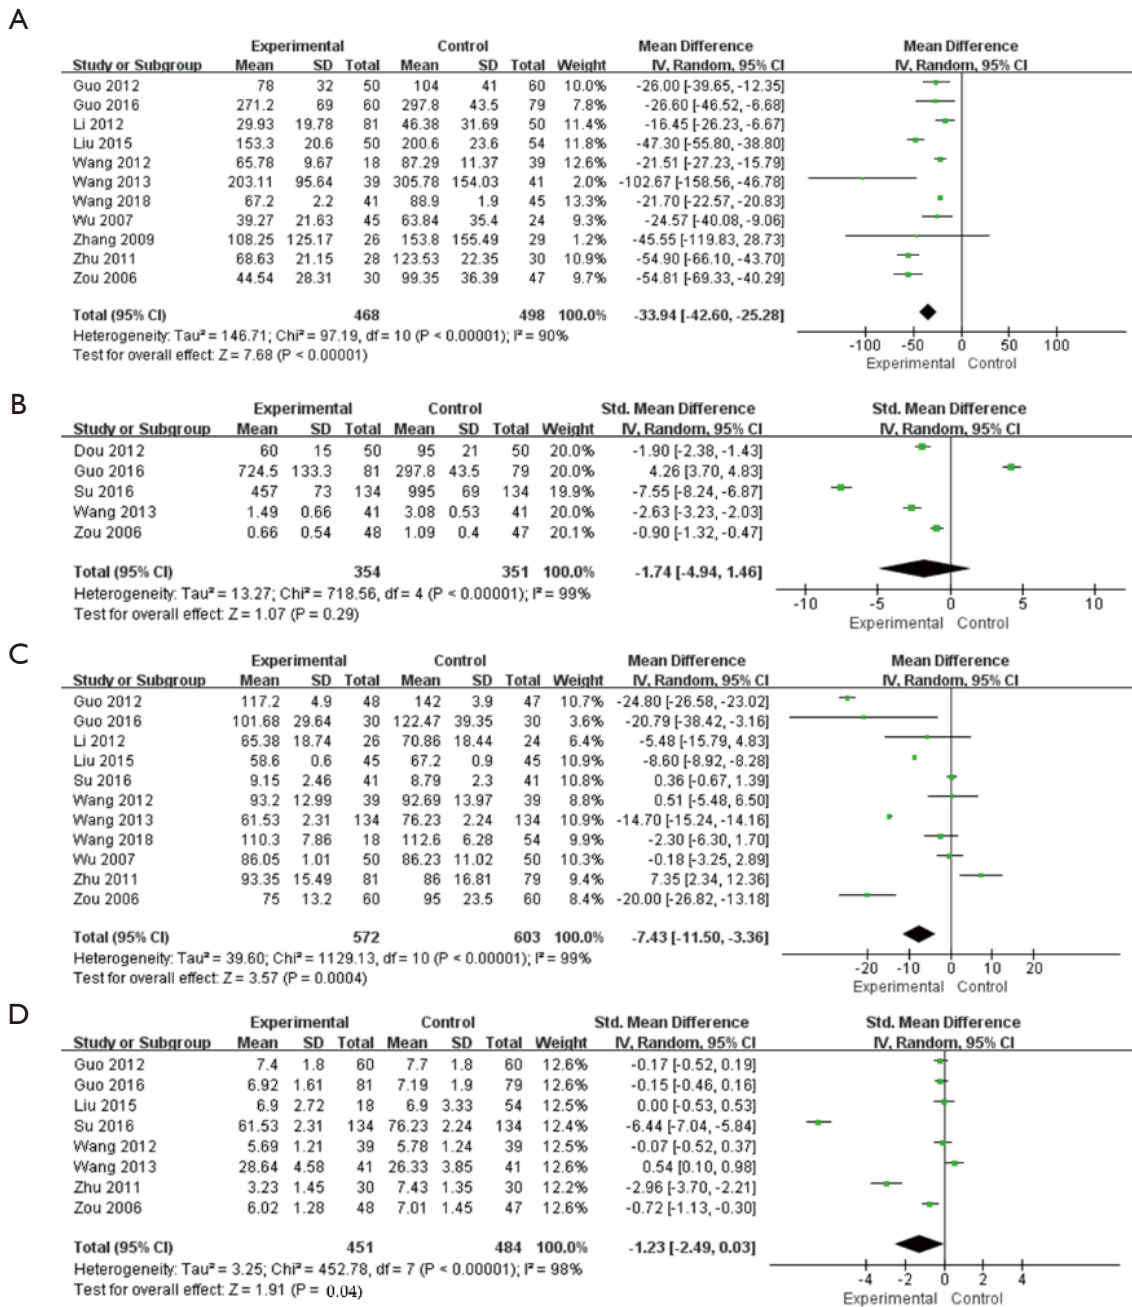 A
Experimental Control Mean Difference Mean Difference
Study or Subgroup Mean SD Total Mean SD Total Weight IV, Random, 95% CI IV, Random, 95% CI
Guo 2012 78 32 50 104 41 60 10.0% -26.00 [-39.65, -12.35]
Guo 2016 271.2 69 60 297.8 43.5 79 7.8% -26.60 [-46.52, -6.68]
Li 2012 29.93 19.78 81 46.38 31.69 50 11.4% -16.45 [-26.23, -6.67]
Liu 2015 153.3 20.6 50 200.6 23.6 54 11.8% -47.30 [-55.80, -38.80]
Wang 2012 65.78 9.67 18 87.29 11.37 39 12.6% -21.51 [-27.23, -15.79]
Wang 2013 203.11 95.64 39 305.78 154.03 41 2.0% -102.67 [-158.56, -46.78]
Wang 2018 67.2 2.2 41 88.9 1.9 45 13.3% -21.70 [-22.57, -20.83]
Wu 2007 39.27 21.63 45 63.84 35.4 24 9.3% -24.57 [-40.08, -9.06]
Zhang 2009 108.25 125.17 26 153.8 155.49 29 1.2% -45.55 [-119.83, 28.73]
Zhu 2011 68.63 21.15 28 123.53 22.35 30 10.9% -54.90 [-66.10, -43.70]
Zou 2006 44.54 28.31 30 99.35 36.39 47 9.7% -54.81 [-69.33, -40.29]
Total (95% CI) 468 498 100.0% -33.94 [-42.60, -25.28]
Heterogeneity: Tau² = 146.71; Chi² = 97.19, df = 10 (P < 0.00001); I² = 90%
Test for overall effect: Z = 7.68 (P < 0.00001)
-100 -50 0 50 100
Experimental Control
B
Experimental Control Std. Mean Difference Std. Mean Difference
Study or Subgroup Mean SD Total Mean SD Total Weight IV, Random, 95% CI IV, Random, 95% CI
Dou 2012 60 15 50 95 21 50 20.0% -1.90 [-2.38, -1.43]
Guo 2016 724.5 133.3 81 297.8 43.5 79 20.0% 4.26 [3.70, 4.83]
Su 2016 457 73 134 995 69 134 19.9% -7.55 [-8.24, -6.87]
Wang 2013 1.49 0.66 41 3.08 0.53 41 20.0% -2.63 [-3.23, -2.03]
Zou 2006 0.66 0.54 48 1.09 0.4 47 20.1% -0.90 [-1.32, -0.47]
Total (95% CI) 354 351 100.0% -1.74 [-4.94, 1.46]
Heterogeneity: Tau² = 13.27; Chi² = 718.56, df = 4 (P < 0.00001); I² = 99%
Test for overall effect: Z = 1.07 (P = 0.29)
-10 -5 0 5 10
Experimental Control
C
Experimental Control Mean Difference Mean Difference
Study or Subgroup Mean SD Total Mean SD Total Weight IV, Random, 95% CI IV, Random, 95% CI
Guo 2012 117.2 4.9 48 142 3.9 47 10.7% -24.80 [-26.58, -23.02]
Guo 2016 101.68 29.64 30 122.47 39.35 30 3.6% -20.79 [-38.42, -3.16]
Li 2012 65.38 18.74 26 70.86 18.44 24 6.4% -5.48 [-15.79, 4.83]
Liu 2015 58.6 0.6 45 67.2 0.9 45 10.9% -8.60 [-8.92, -8.28]
Su 2016 9.15 2.46 41 8.79 2.3 41 10.8% 0.36 [-0.67, 1.39]
Wang 2012 93.2 12.99 39 92.69 13.97 39 8.8% 0.51 [-5.48, 6.50]
Wang 2013 61.53 2.31 134 76.23 2.24 134 10.9% -14.70 [-15.24, -14.16]
Wang 2018 110.3 7.86 18 112.6 6.28 54 9.9% -2.30 [-6.30, 1.70]
Wu 2007 86.05 1.01 50 86.23 11.02 50 10.3% -0.18 [-3.25, 2.89]
Zhu 2011 93.35 15.49 81 86 16.81 79 9.4% 7.35 [2.34, 12.36]
Zou 2006 75 13.2 60 95 23.5 60 8.4% -20.00 [-26.82, -13.18]
Total (95% CI) 572 603 100.0% -7.43 [-11.50, -3.36]
Heterogeneity: Tau² = 39.60; Chi² = 1129.13, df = 10 (P < 0.00001); I² = 99%
Test for overall effect: Z = 3.57 (P = 0.0004)
-20 -10 0 10 20
Experimental Control
D
Experimental Control Std. Mean Difference Std. Mean Difference
Study or Subgroup Mean SD Total Mean SD Total Weight IV, Random, 95% CI IV, Random, 95% CI
Guo 2012 7.4 1.8 60 7.7 1.8 60 12.6% -0.17 [-0.52, 0.19]
Guo 2016 6.92 1.61 81 7.19 1.9 79 12.6% -0.15 [-0.46, 0.16]
Liu 2015 6.9 2.72 18 6.9 3.33 54 12.5% 0.00 [-0.53, 0.53]
Su 2016 61.53 2.31 134 76.23 2.24 134 12.4% -6.44 [-7.04, -5.84]
Wang 2012 5.69 1.21 39 5.78 1.24 39 12.5% -0.07 [-0.52, 0.37]
Wang 2013 28.64 4.58 41 26.33 3.85 41 12.6% 0.54 [0.10, 0.98]
Zhu 2011 3.23 1.45 30 7.43 1.35 30 12.2% -2.96 [-3.70, -2.21]
Zou 2006 6.02 1.28 48 7.01 1.45 47 12.6% -0.72 [-1.13, -0.30]
Total (95% CI) 451 484 100.0% -1.23 [-2.49, 0.03]
Heterogeneity: Tau² = 3.25; Chi² = 452.78, df = 7 (P < 0.00001); I² = 98%
Test for overall effect: Z = 1.91 (P = 0.04)
-4 -2 0 2 4
Experimental Control